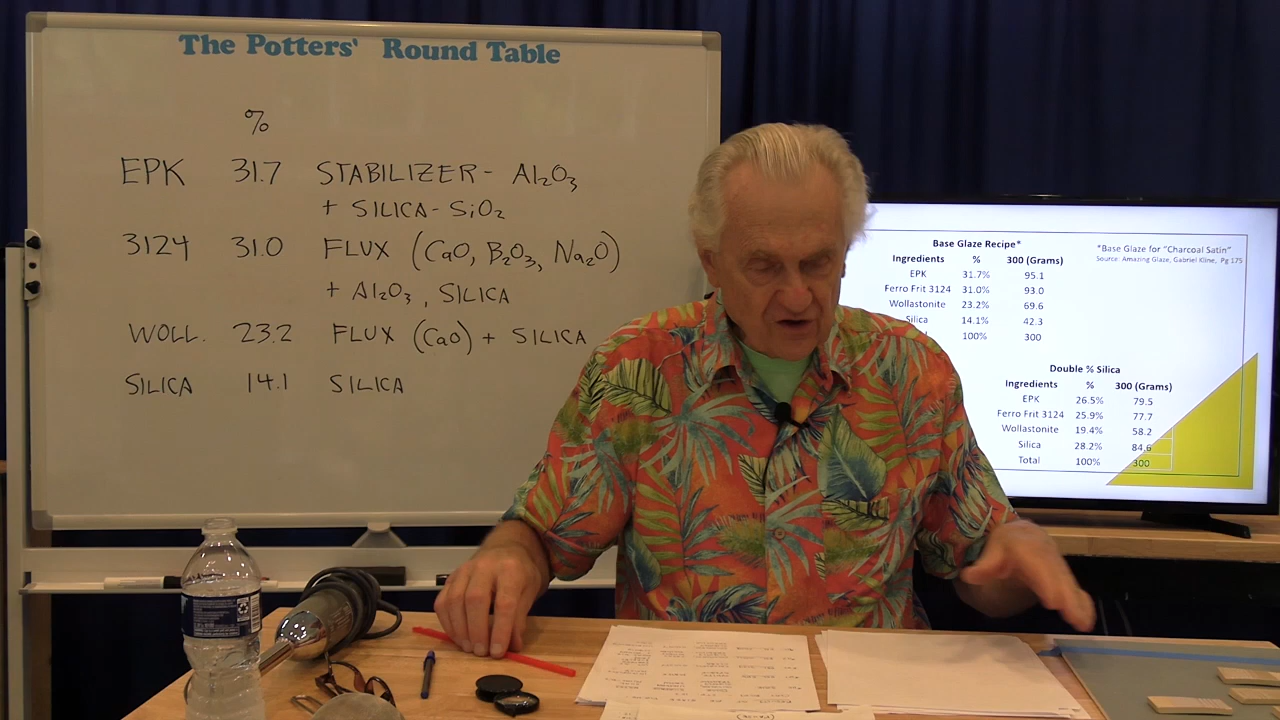 The Potters' Round Table
%
EPK 31.7 STABILIZER - Al₂O₃
+ SILICA - SiO₂
3124 31.0 FLUX (CaO, B₂O₃, Na₂O)
+ Al₂O₃, SILICA
WOLL. 23.2 FLUX (CaO) + SILICA
SILICA 14.1 SILICA
Base Glaze Recipe*
Ingredients % 300 (Grams)
EPK 31.7% 95.1
Ferro Frit 3124 31.0% 93.0
Wollastonite 23.2% 69.6
Silica 14.1% 42.3
100% 300
*Base Glaze for "Charcoal Satin"
Source: Amazing Glaze, Gabriel Kline, Pg 175
Double % Silica
Ingredients % 300 (Grams)
EPK 26.5% 79.5
Ferro Frit 3124 25.9% 77.7
Wollastonite 19.4% 58.2
Silica 28.2% 84.6
Total 100% 300